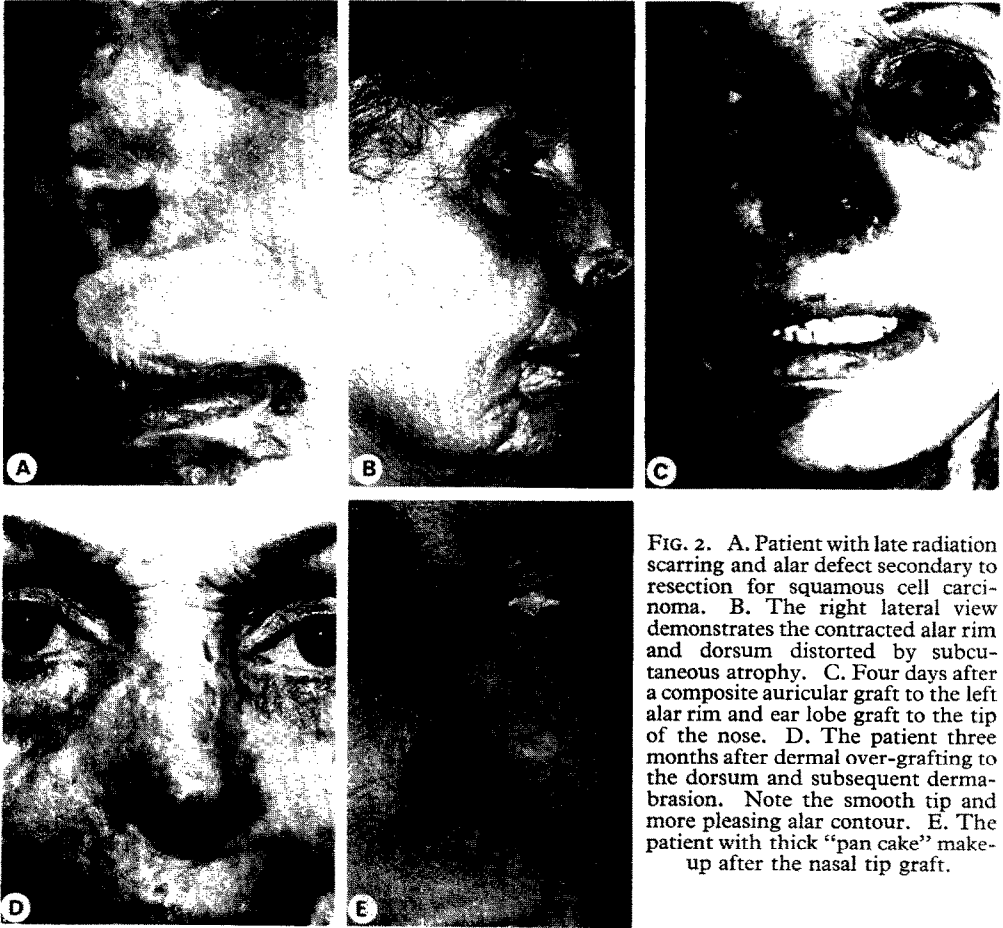 A
B
C
D
E
FIG. 2. A. Patient with late radiation
scarring and alar defect secondary to
resection for squamous cell carci-
noma. B. The right lateral view
demonstrates the contracted alar rim
and dorsum distorted by subcu-
taneous atrophy. C. Four days after
a composite auricular graft to the left
alar rim and ear lobe graft to the tip
of the nose. D. The patient three
months after dermal over-grafting to
the dorsum and subsequent derma-
brasion. Note the smooth tip and
more pleasing alar contour. E. The
patient with thick “pan cake” make-
up after the nasal tip graft.